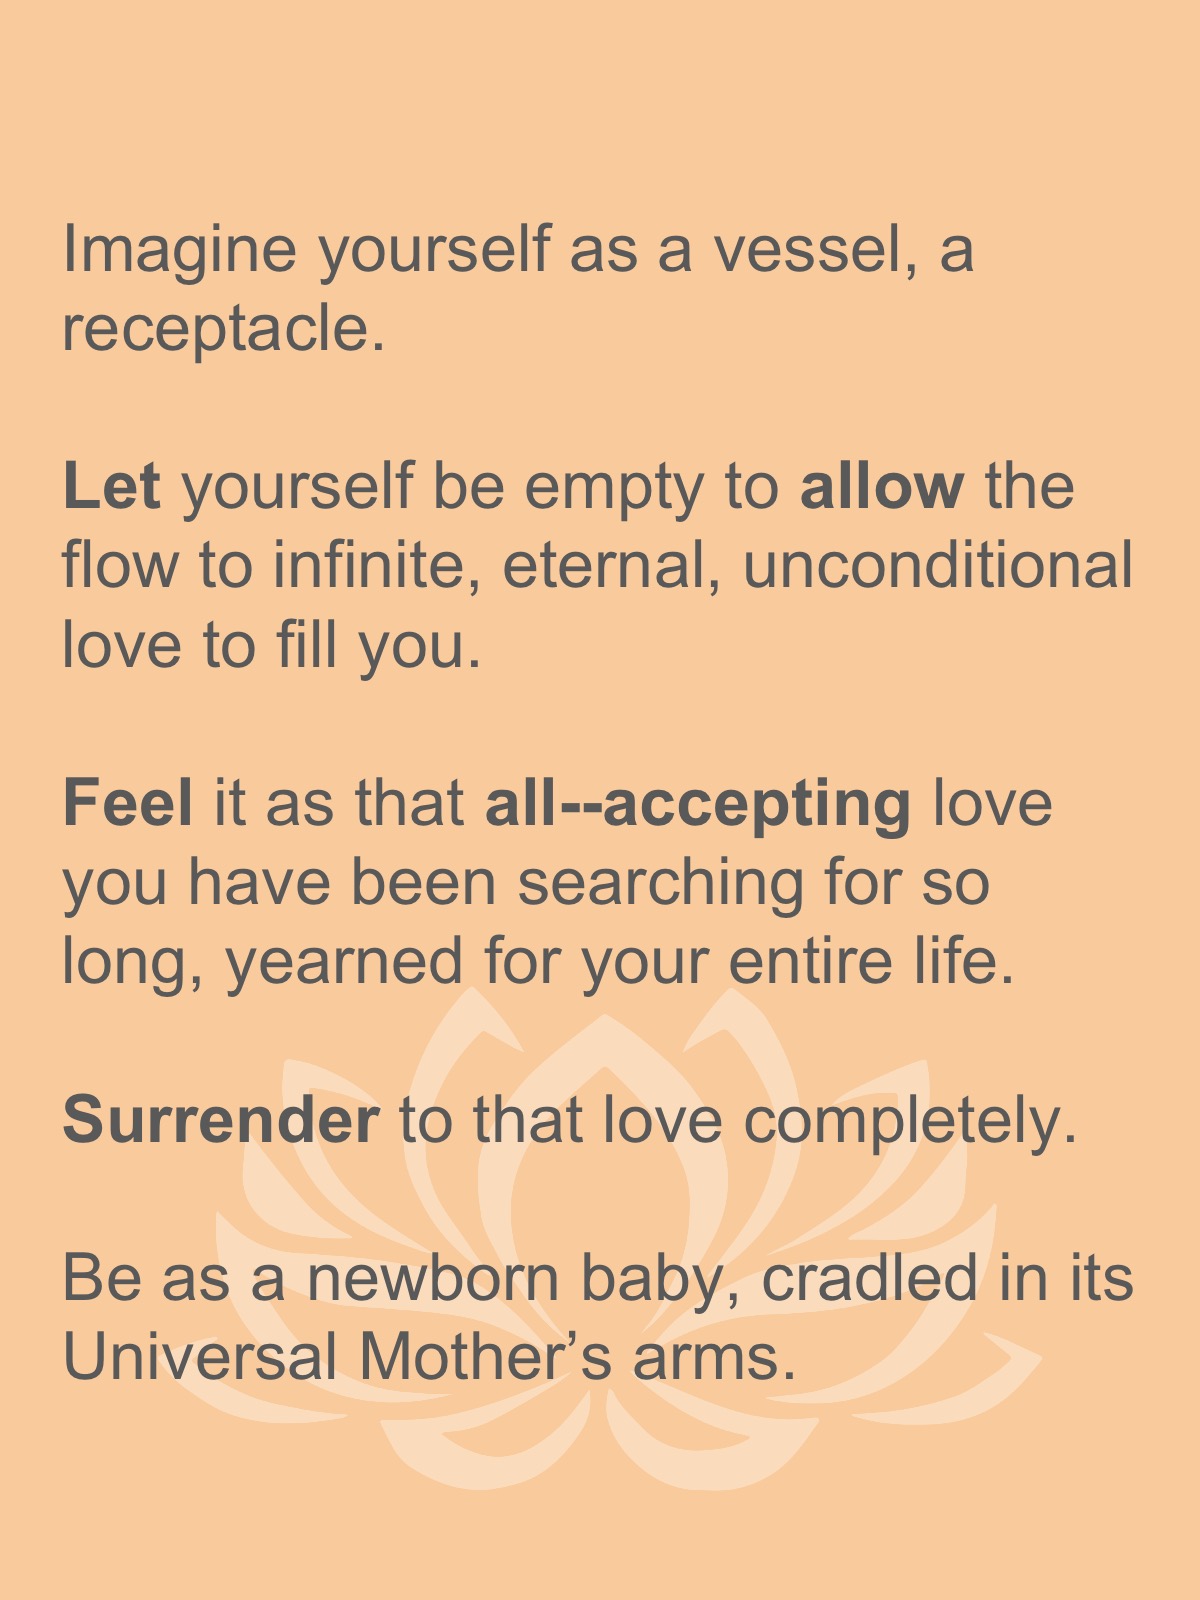 Imagine yourself as a vessel, a
receptacle.
Let yourself be empty to allow the
flow to infinite, eternal, unconditional
love to fill you.
Feel it as that all--accepting love
you have been searching for so
long, yearned for your entire life.
Surrender to that love completely.
Be as a newborn baby, cradled in its
Universal Mother’s arms.